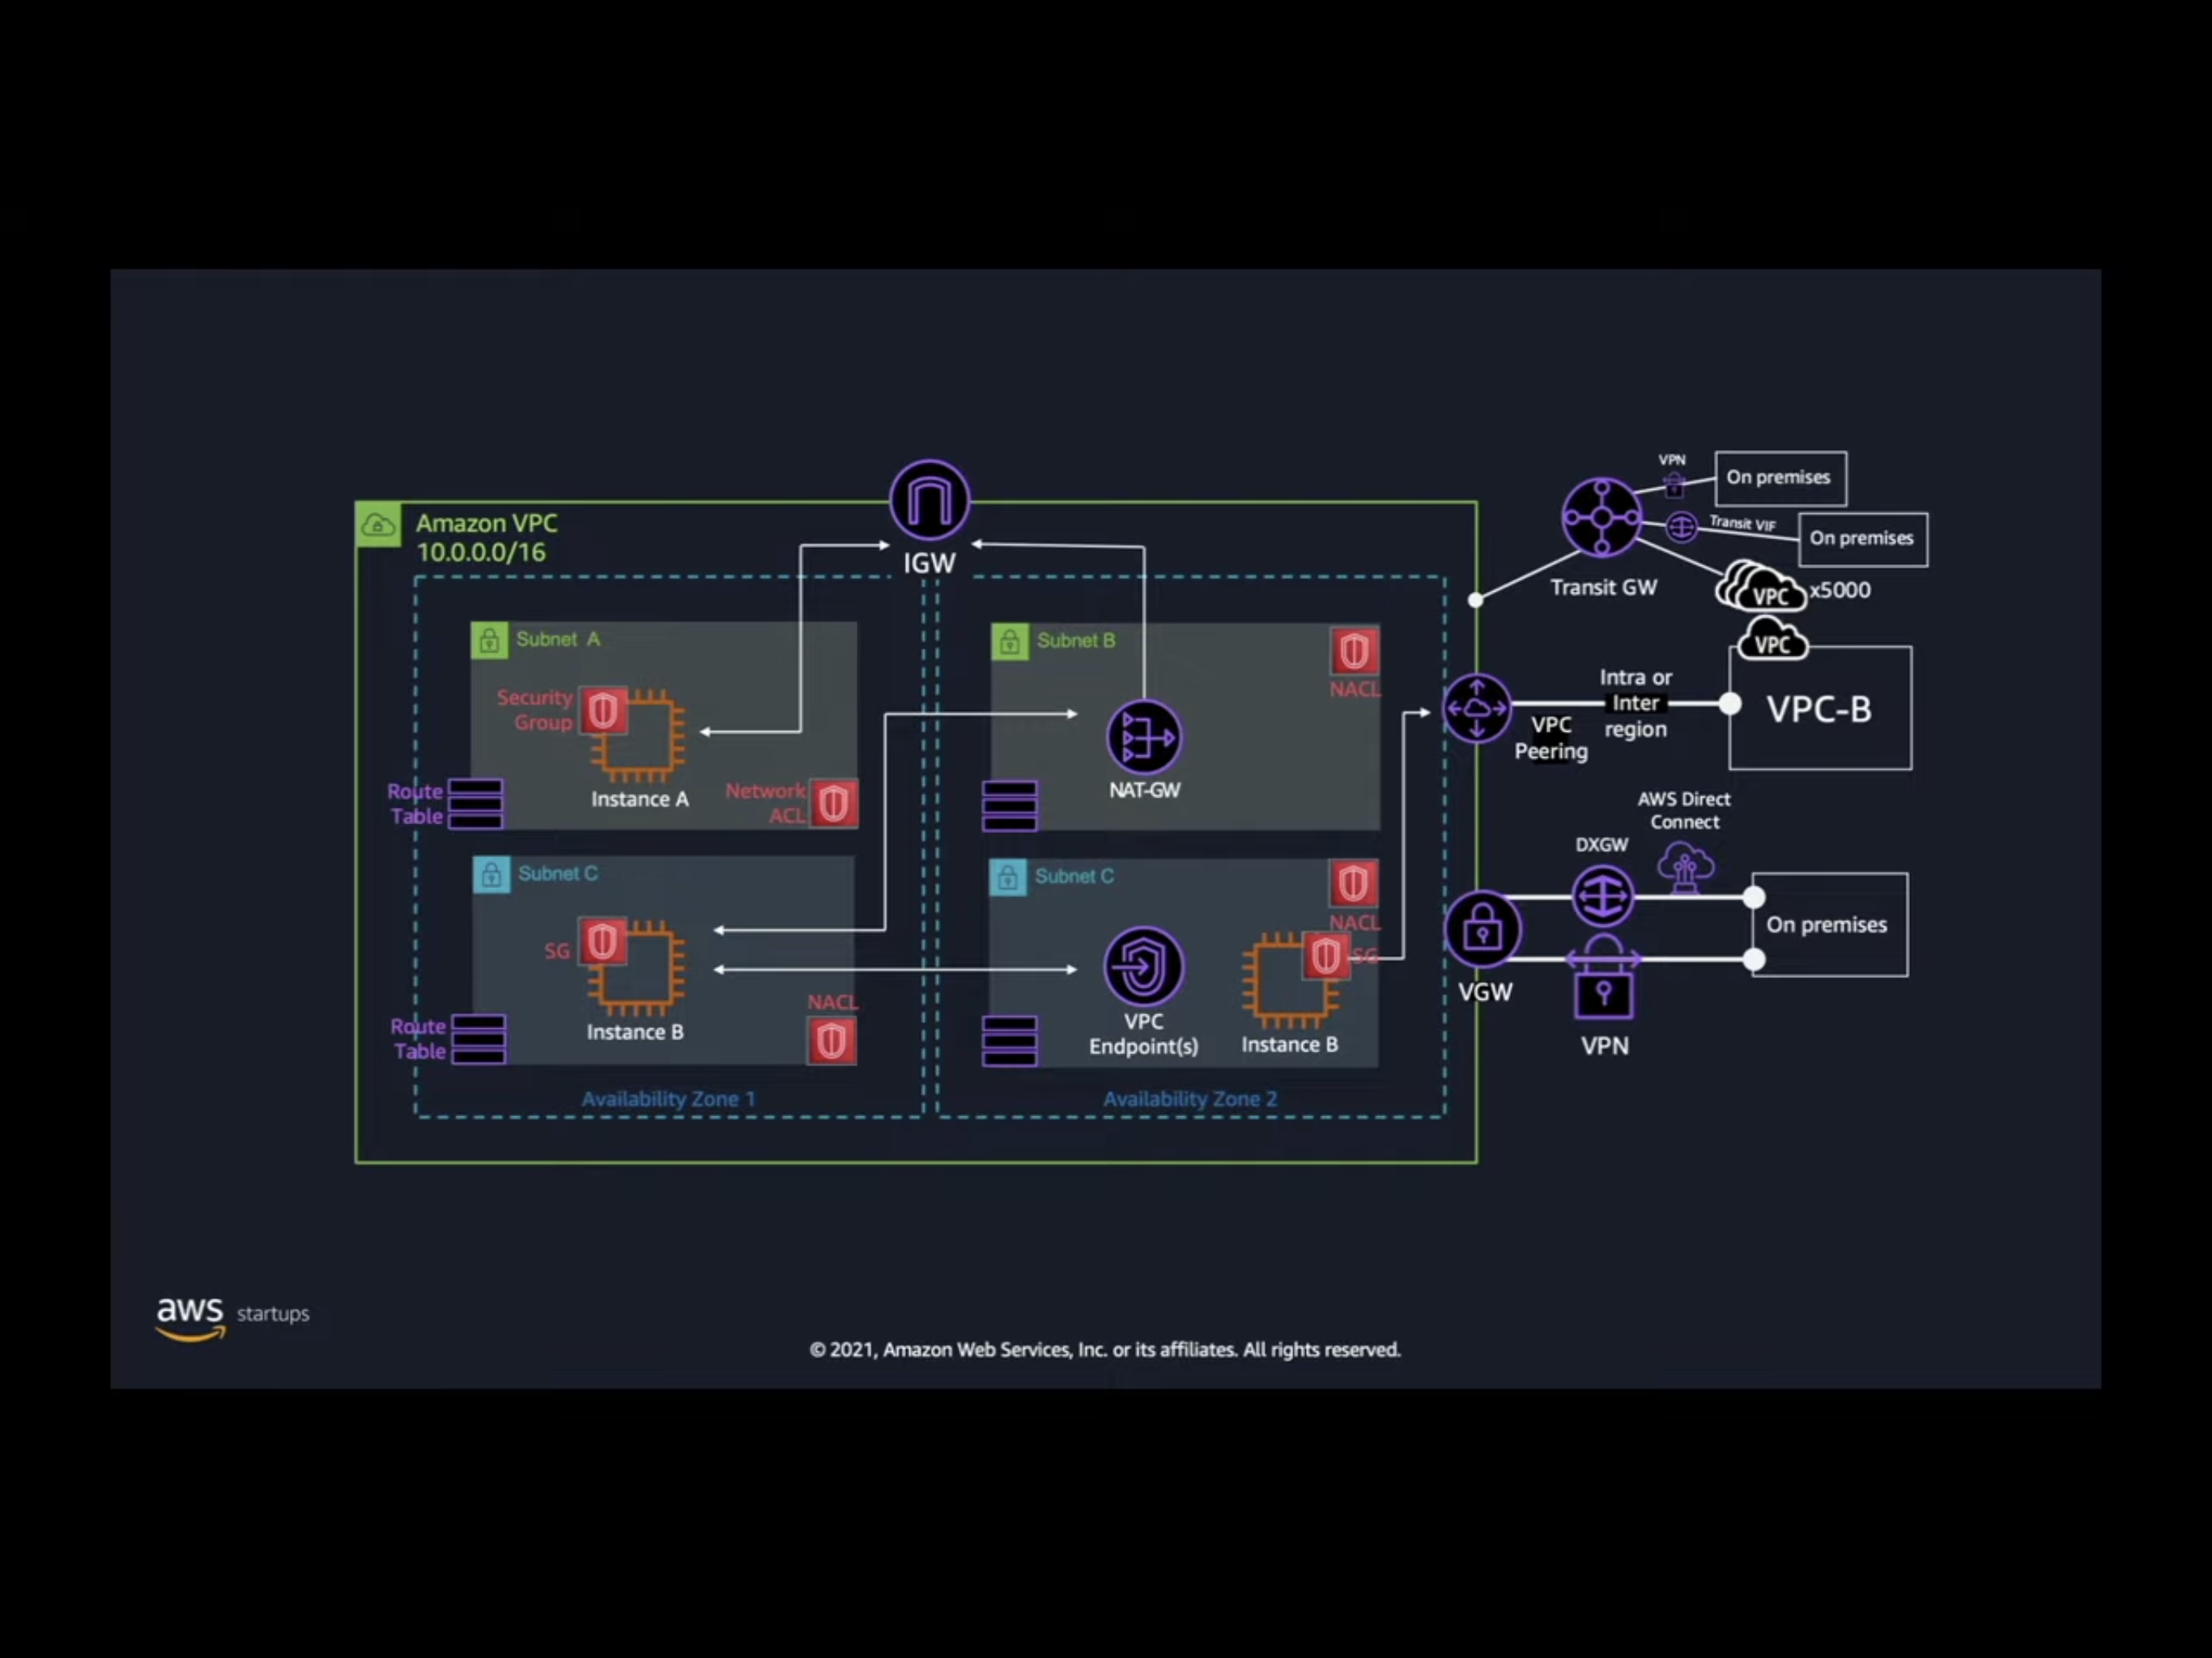 Amazon VPC
10.0.0.0/16
IGW
Subnet A
Security
Group
Instance A
Route
Table
Network
ACL
Subnet B
NACL
NAT-GW
Subnet C
SG
Instance B
Route
Table
NACL
Availability Zone 1
Subnet C
NACL
SG
VPC
Endpoint(s)
Instance B
Availability Zone 2
VPN
On premises
Transit VIF
On premises
Transit GW
VPC
x5000
VPC
VPC-B
Intra or
Inter
region
VPC
Peering
AWS Direct
Connect
DXGW
On premises
VGW
VPN
aws startups
© 2021, Amazon Web Services, Inc. or its affiliates. All rights reserved.